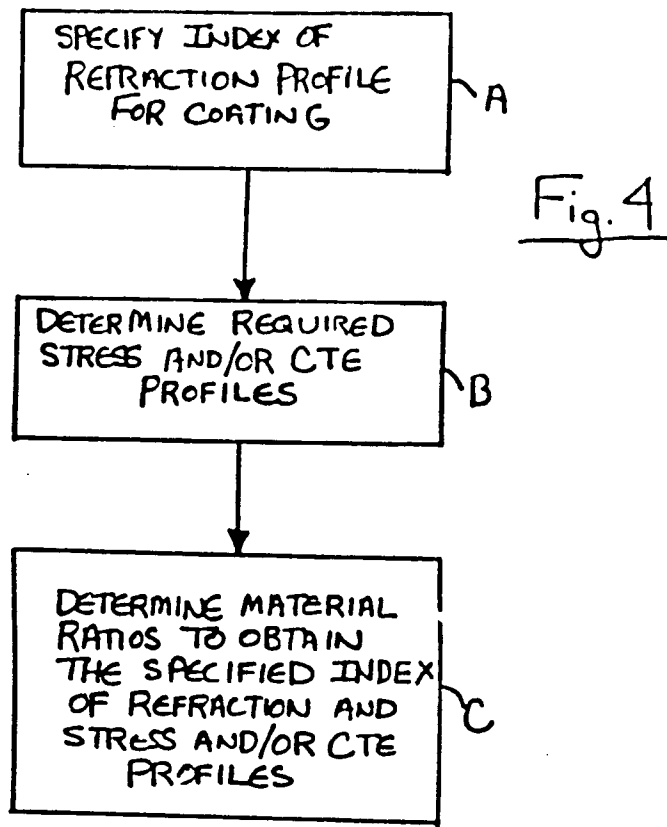 SPECIFY INDEX OF
REFRACTION PROFILE
FOR COATING
A
Fig. 4
DETERMINE REQUIRED
STRESS AND/OR CTE
PROFILES
B
DETERMINE MATERIAL
RATIOS TO OBTAIN
THE SPECIFIED INDEX
OF REFRACTION AND
STRESS AND/OR CTE
PROFILES
C